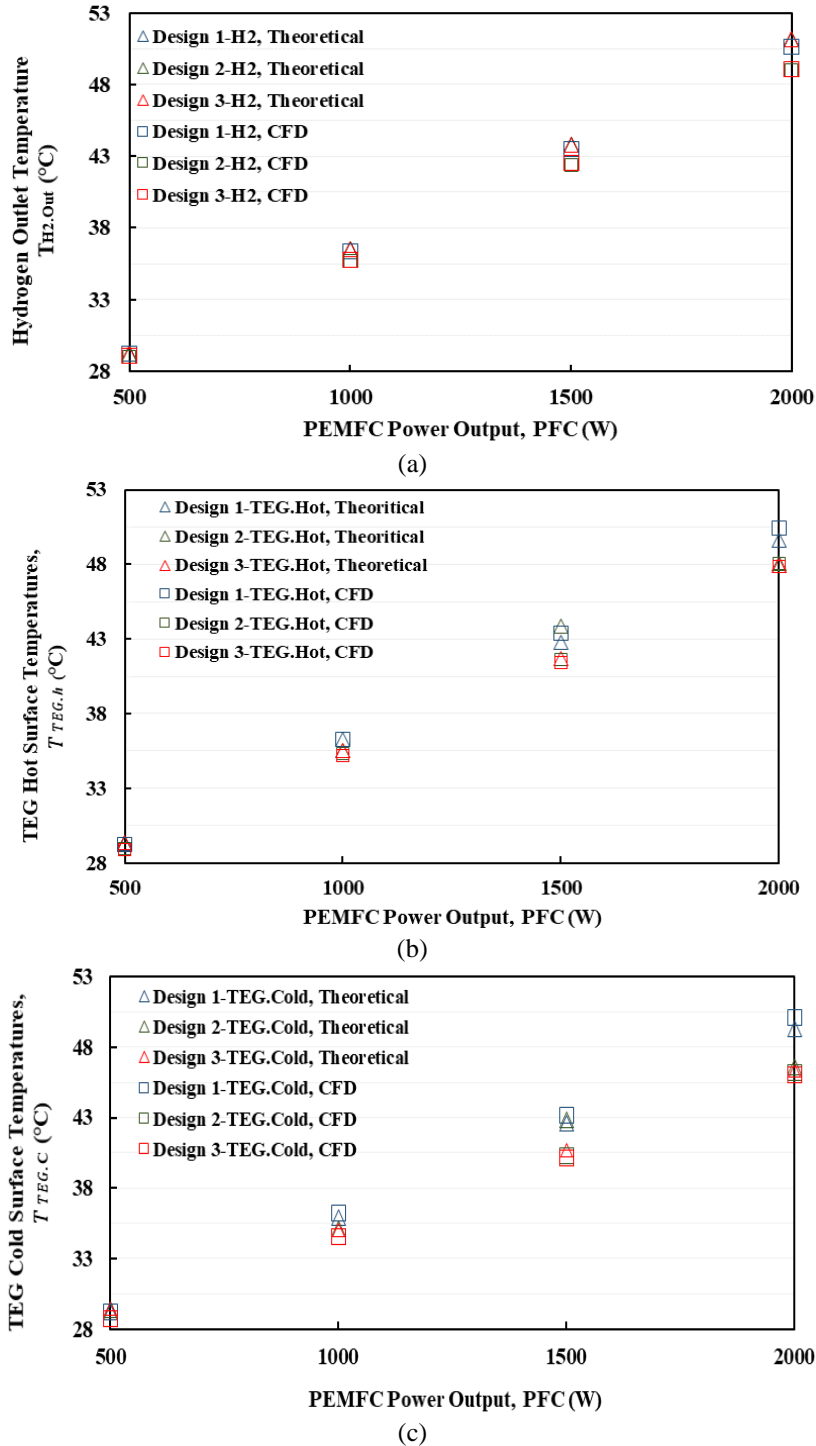 Hydrogen Outlet Temperature
TH2.Out (°C)
53
48
43
38
33
28
Design 1-H2, Theoretical
Design 2-H2, Theoretical
Design 3-H2, Theoretical
Design 1-H2, CFD
Design 2-H2, CFD
Design 3-H2, CFD
500
1000
1500
2000
PEMFC Power Output, PFC (W)
(a)
TEG Hot Surface Temperatures,
T TEG.h (°C)
53
48
43
38
33
28
Design 1-TEG.Hot, Theoritical
Design 2-TEG.Hot, Theoritical
Design 3-TEG.Hot, Theoretical
Design 1-TEG.Hot, CFD
Design 2-TEG.Hot, CFD
Design 3-TEG.Hot, CFD
500
1000
1500
2000
PEMFC Power Output, PFC (W)
(b)
TEG Cold Surface Temperatures,
T TEG.C (°C)
53
48
43
38
33
28
Design 1-TEG.Cold, Theoretical
Design 2-TEG.Cold, Theoretical
Design 3-TEG.Cold, Theoretical
Design 1-TEG.Cold, CFD
Design 2-TEG.Cold, CFD
Design 3-TEG.Cold, CFD
500
1000
1500
2000
PEMFC Power Output, PFC (W)
(c)